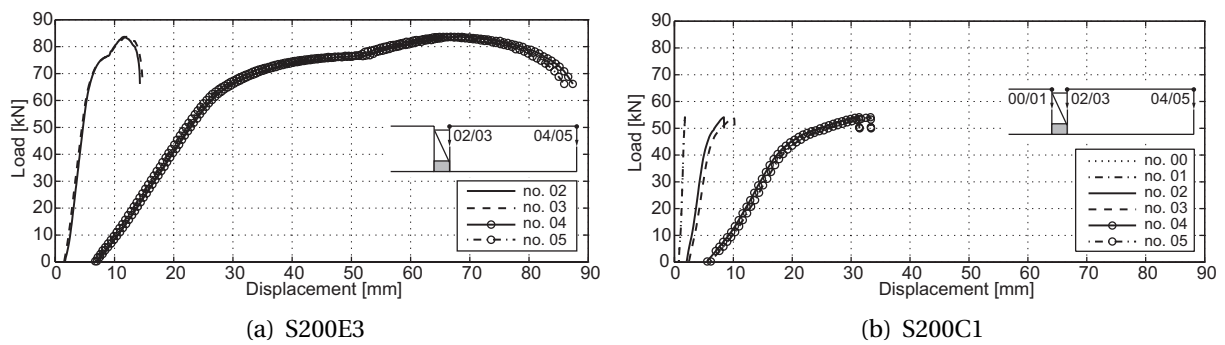 90
80
70
60
50
40
30
20
10
0
Load [kN]
02/03 04/05
no. 02
no. 03
no. 04
no. 05
0 10 20 30 40 50 60 70 80 90
Displacement [mm]
(a) S200E3
90
80
70
60
50
40
30
20
10
0
Load [kN]
00/01 02/03 04/05
no. 00
no. 01
no. 02
no. 03
no. 04
no. 05
0 10 20 30 40 50 60 70 80 90
Displacement [mm]
(b) S200C1